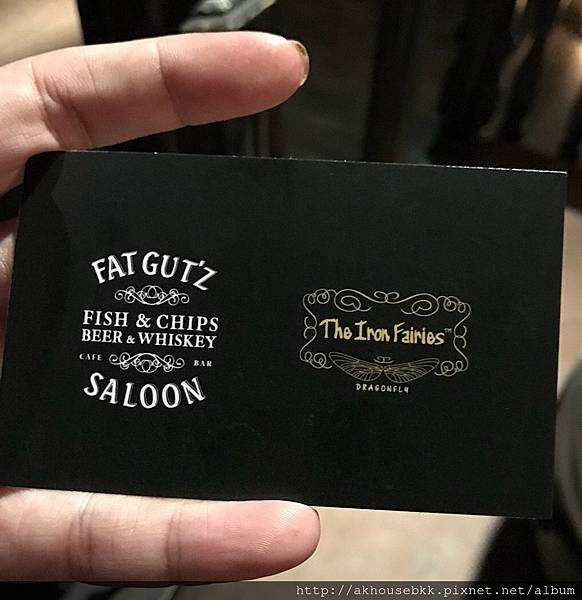 FAT GUT'Z
FISH & CHIPS
BEER & WHISKEY
CAFE BAR
SALOON
The Iron Fairies™
DRAGONFLY
http://akhousebkk.pixnet.net/album